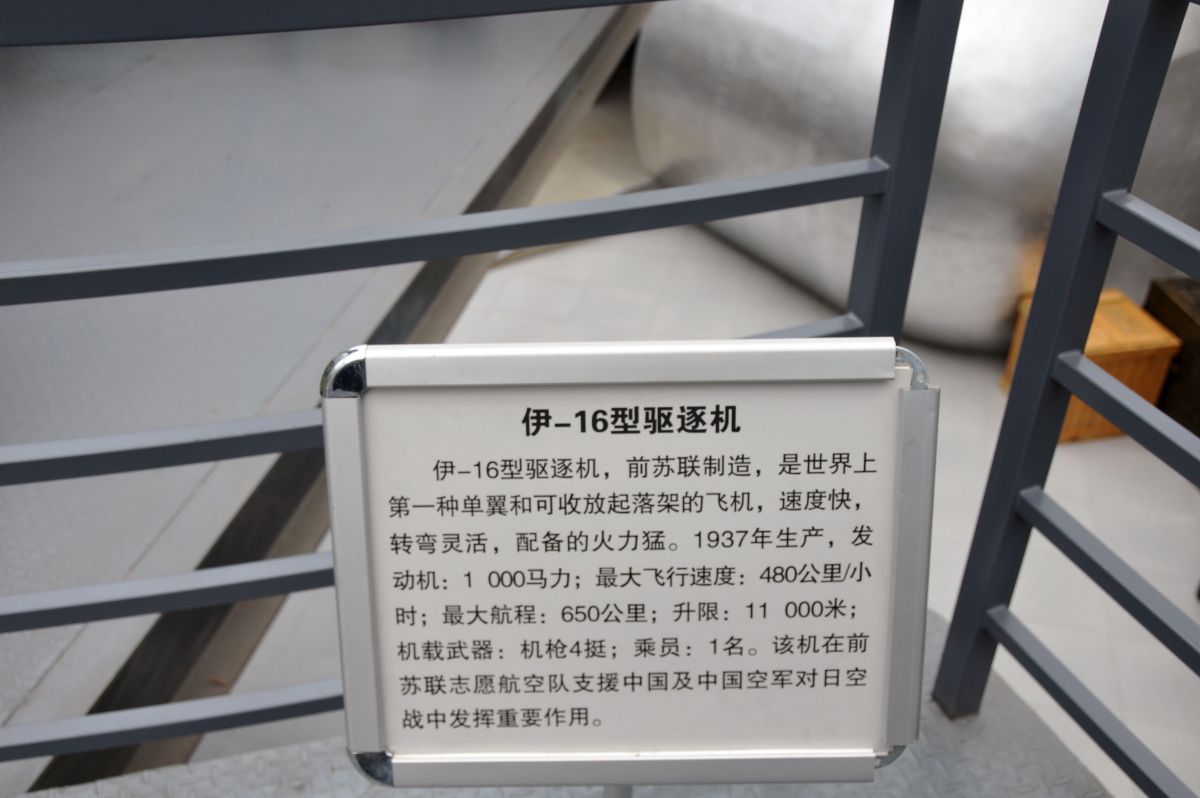 伊-16型驱逐机
伊-16型驱逐机，前苏联制造，是世界上
第一种单翼和可收放起落架的飞机，速度快，
转弯灵活，配备的火力猛。1937年生产，发
动机：1 000马力；最大飞行速度：480公里/小
时；最大航程：650公里；升限：11 000米；
机载武器：机枪4挺；乘员：1名。该机在前
苏联志愿航空队支援中国及中国空军对日空
战中发挥重要作用。